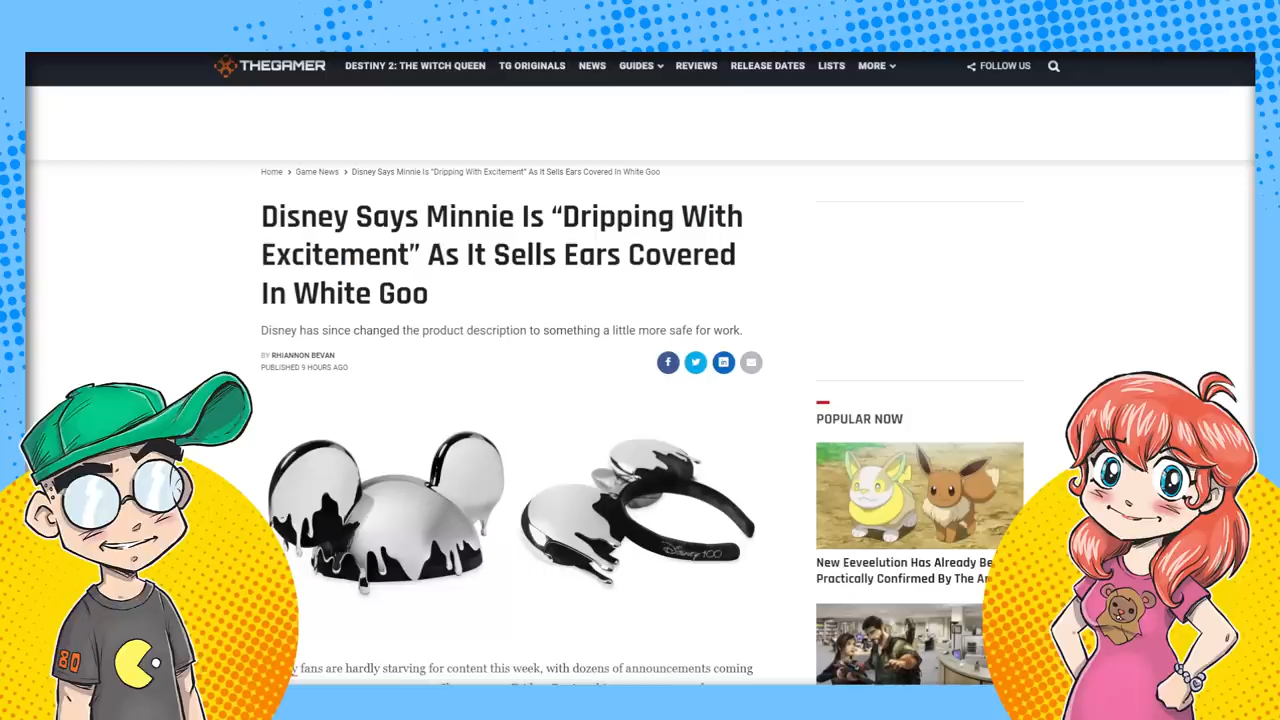 THEGAMER
DESTINY 2: THE WITCH QUEEN TG ORIGINALS NEWS GUIDES REVIEWS RELEASE DATES LISTS MORE FOLLOW US
Home Game News Disney Says Minnie Is “Dripping With Excitement” As It Sells Ears Covered In White Goo
Disney Says Minnie Is “Dripping With
Excitement” As It Sells Ears Covered
In White Goo
Disney has since changed the product description to something a little more safe for work.
BY RHIANNON BEVAN
PUBLISHED 9 HOURS AGO
Disney 100
fans are hardly starving for content this week, with dozens of announcements coming
POPULAR NOW
New Eeveelution Has Already
Practically Confirmed By The
80